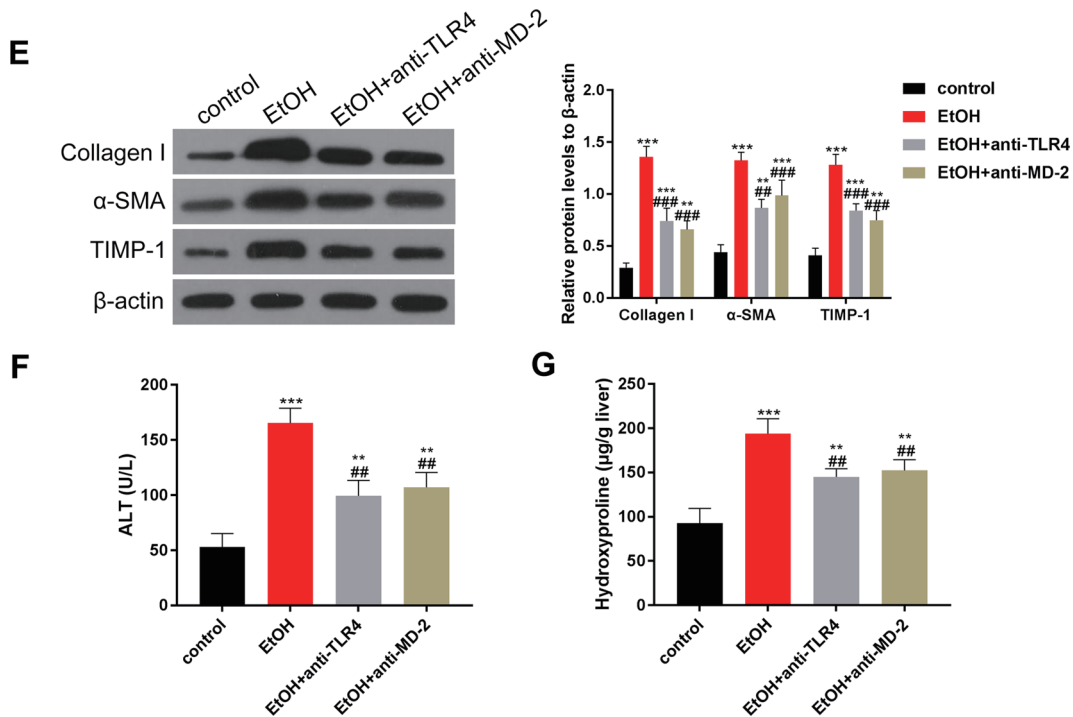 E
control
EtOH
EtOH+anti-TLR4
EtOH+anti-MD-2
Collagen I
α-SMA
TIMP-1
β-actin
Relative protein levels to β-actin
2.0
1.5
1.0
0.5
0.0
*** *** ***
*** ** *** *** **
### ### ## ### ### ###
Collagen I α-SMA TIMP-1
control
EtOH
EtOH+anti-TLR4
EtOH+anti-MD-2
F
ALT (U/L)
200
150
100
50
0
***
** **
## ##
control
EtOH
EtOH+anti-TLR4
EtOH+anti-MD-2
G
Hydroxyproline (μg/g liver)
250
200
150
100
50
0
***
** **
## ##
control
EtOH
EtOH+anti-TLR4
EtOH+anti-MD-2